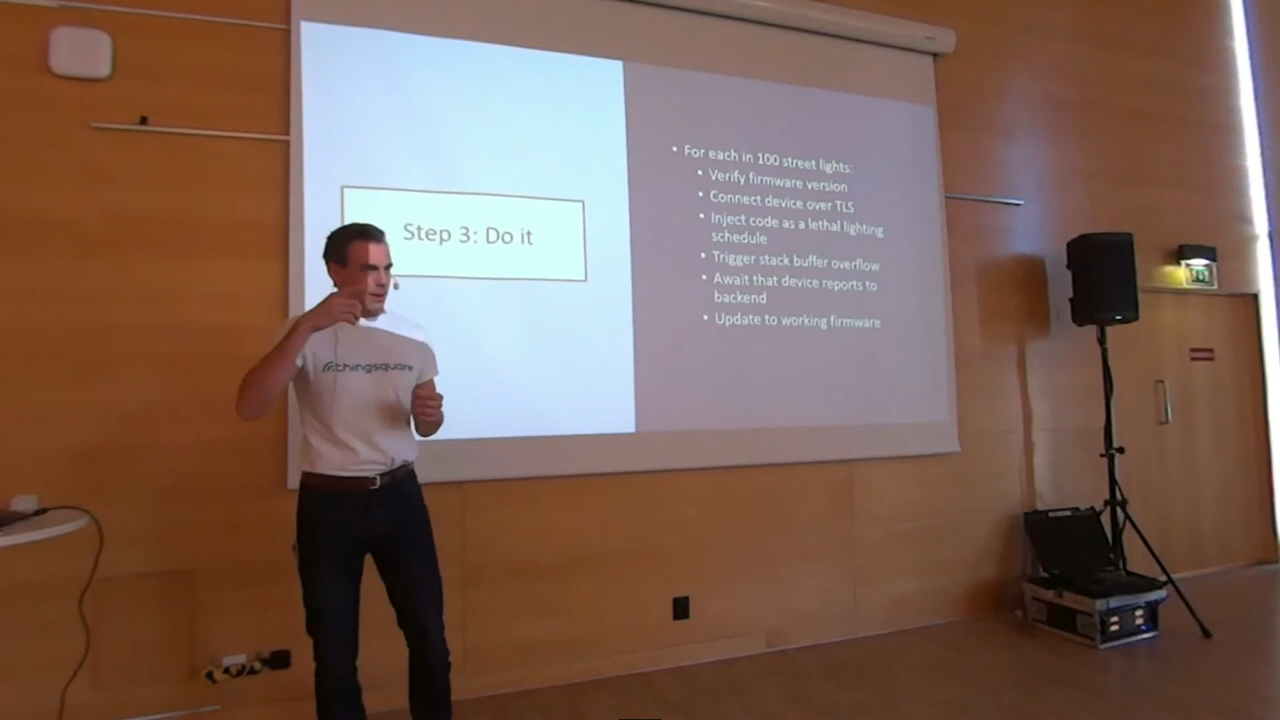 Step 3: Do it
• For each in 100 street lights:
• Verify firmware version
• Connect device over TLS
• Inject code as a lethal lighting
schedule
• Trigger stack buffer overflow
• Await that device reports to
backend
• Update to working firmware
thingsquare